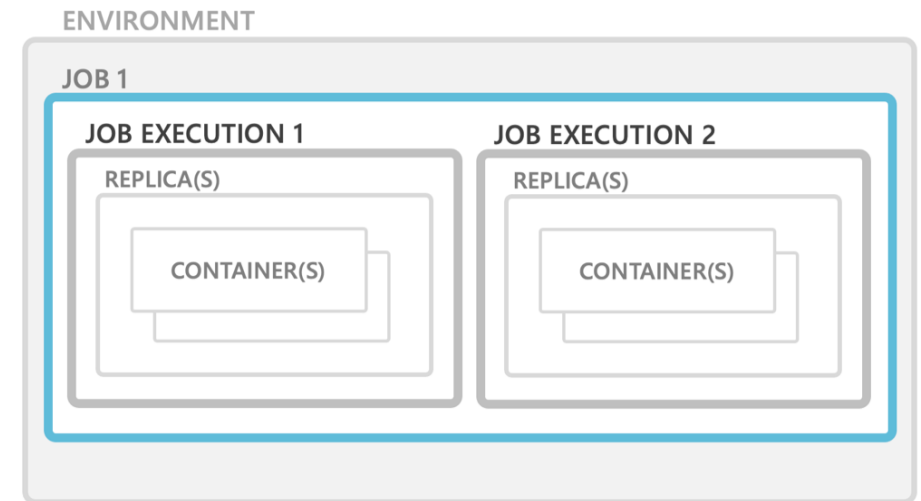 ENVIRONMENT
JOB 1
JOB EXECUTION 1
REPLICA(S)
CONTAINER(S)
JOB EXECUTION 2
REPLICA(S)
CONTAINER(S)